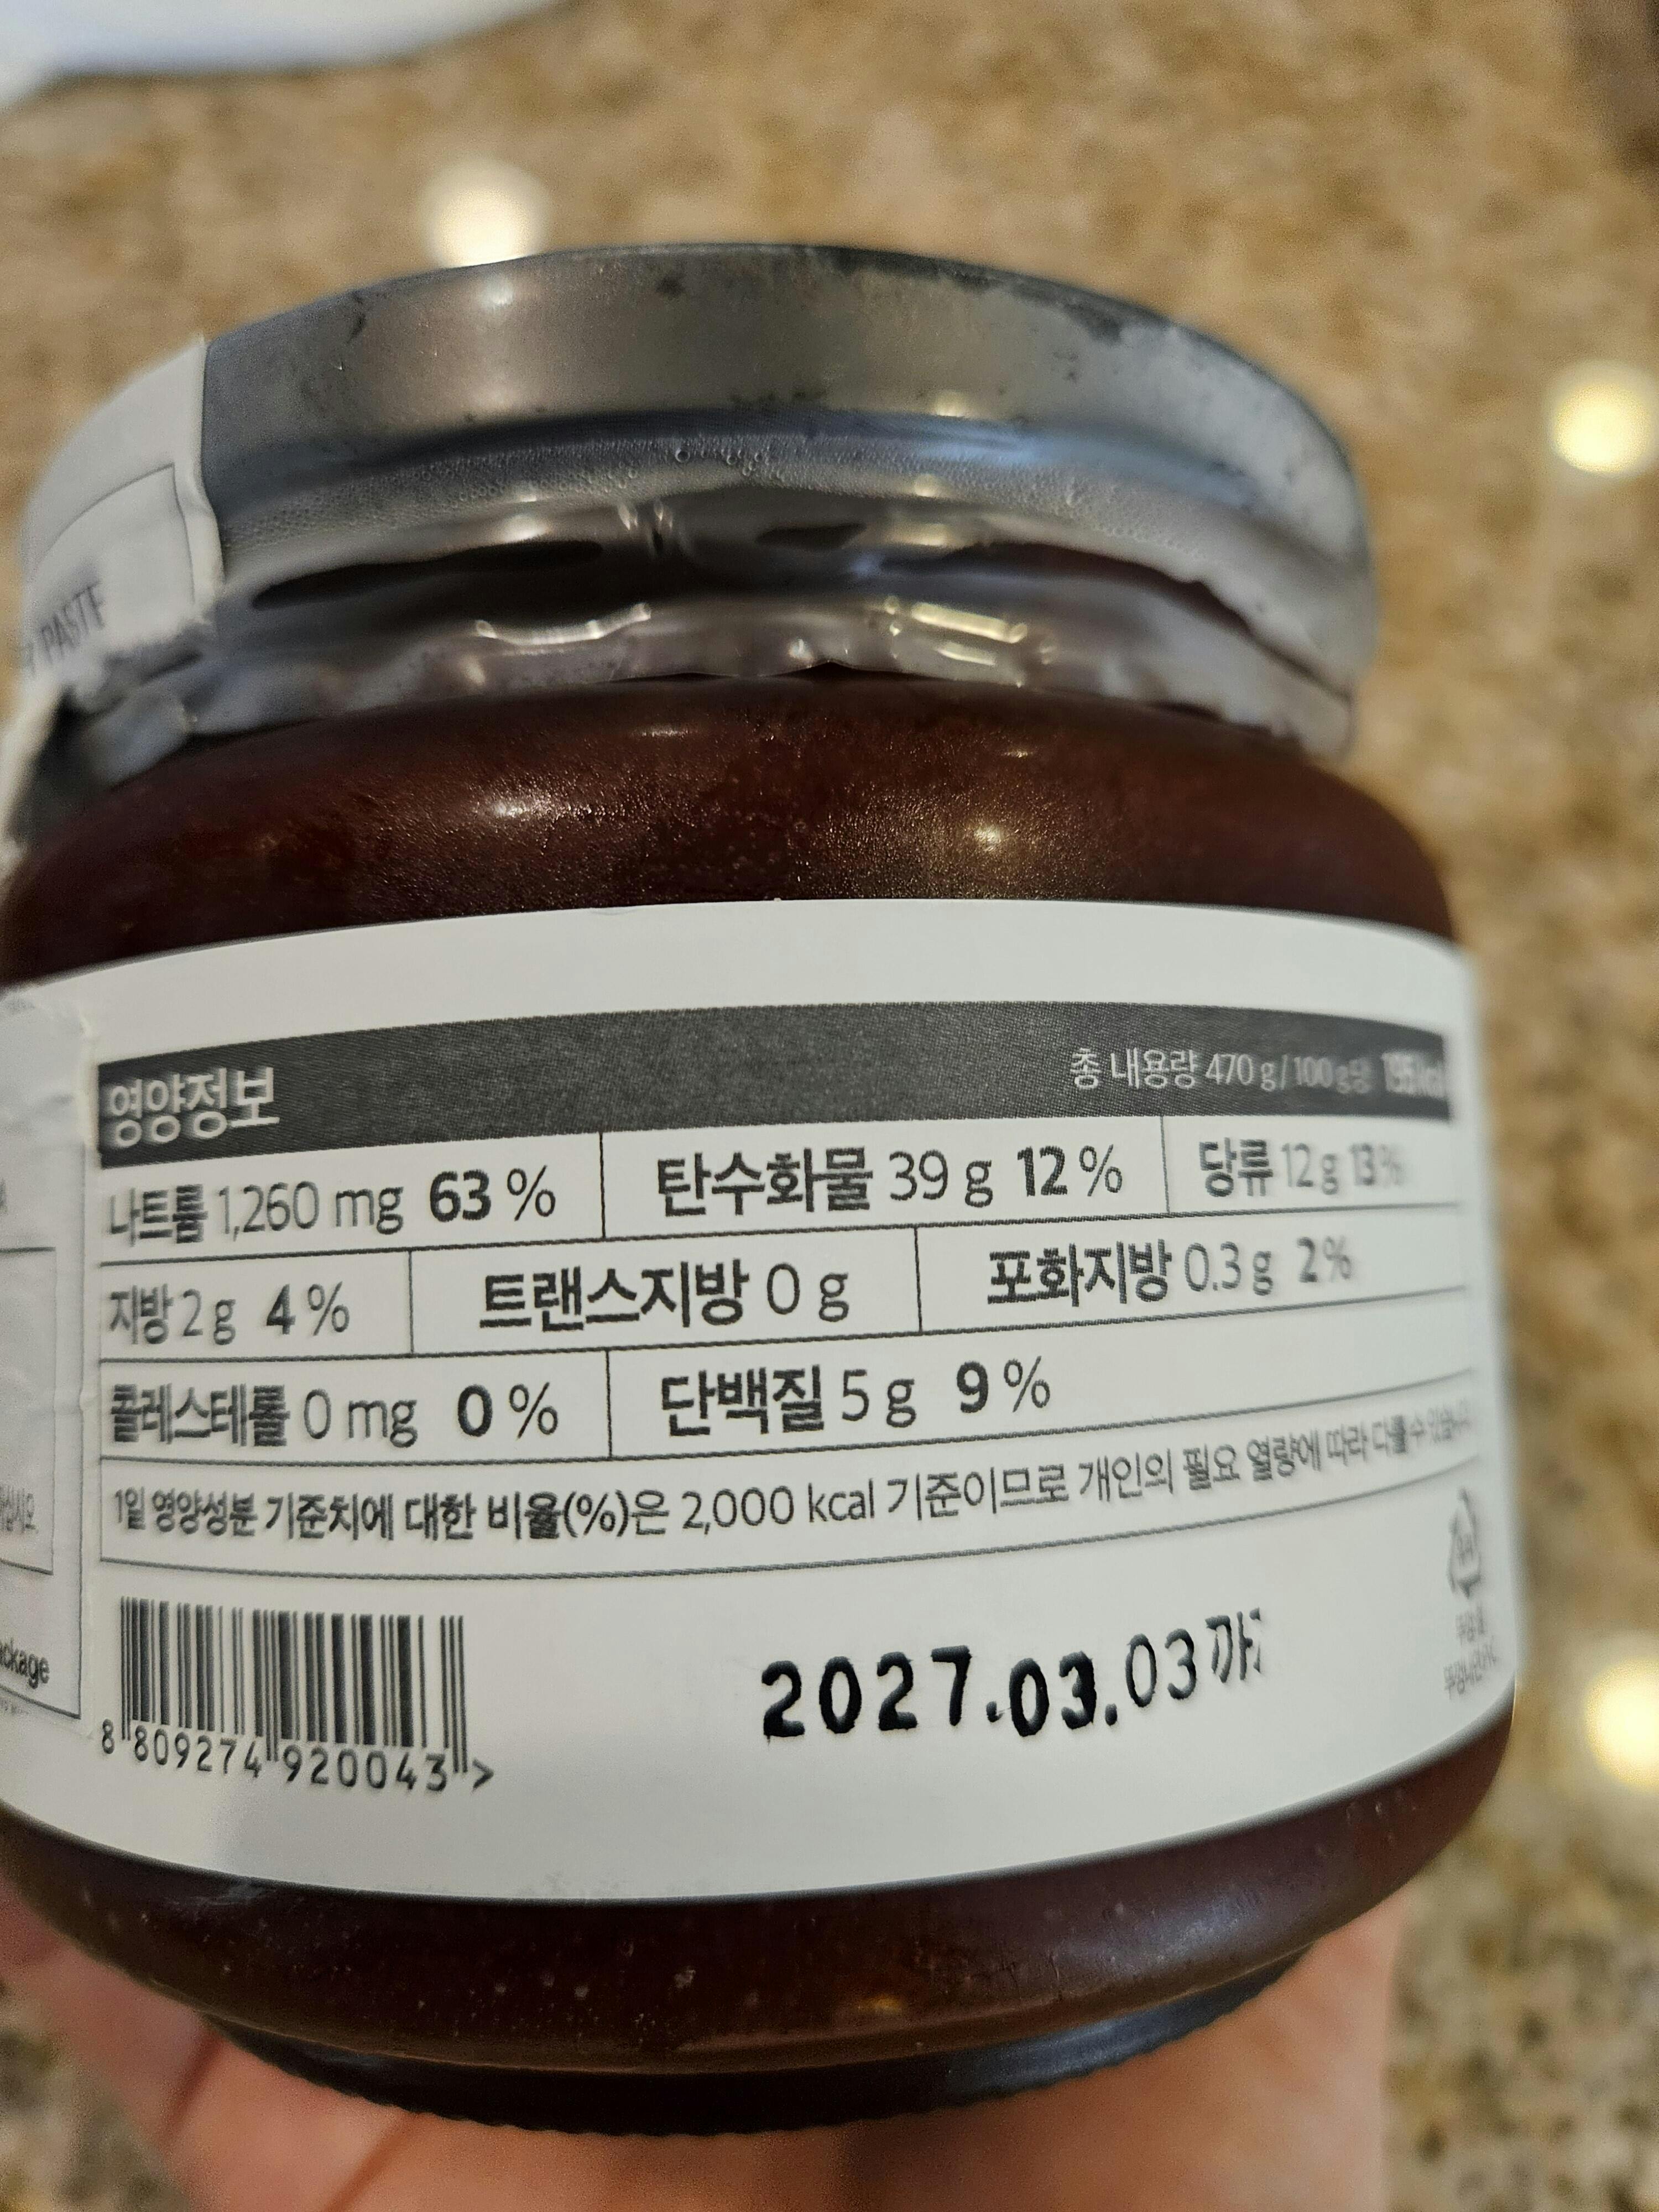 PASTE
영양정보
총 내용량 470 g/100 g당 195 kcal
나트륨 1,260 mg 63 %
탄수화물 39 g 12 %
당류 12 g 13 %
지방 2 g 4 %
트랜스지방 0 g
포화지방 0.3 g 2 %
콜레스테롤 0 mg 0 %
단백질 5 g 9 %
1일 영양성분 기준치에 대한 비율(%)은 2,000 kcal 기준이므로 개인의 필요 열량에 따라 다를 수 있습니다
8 809274 920043 >
2027.03.03까지